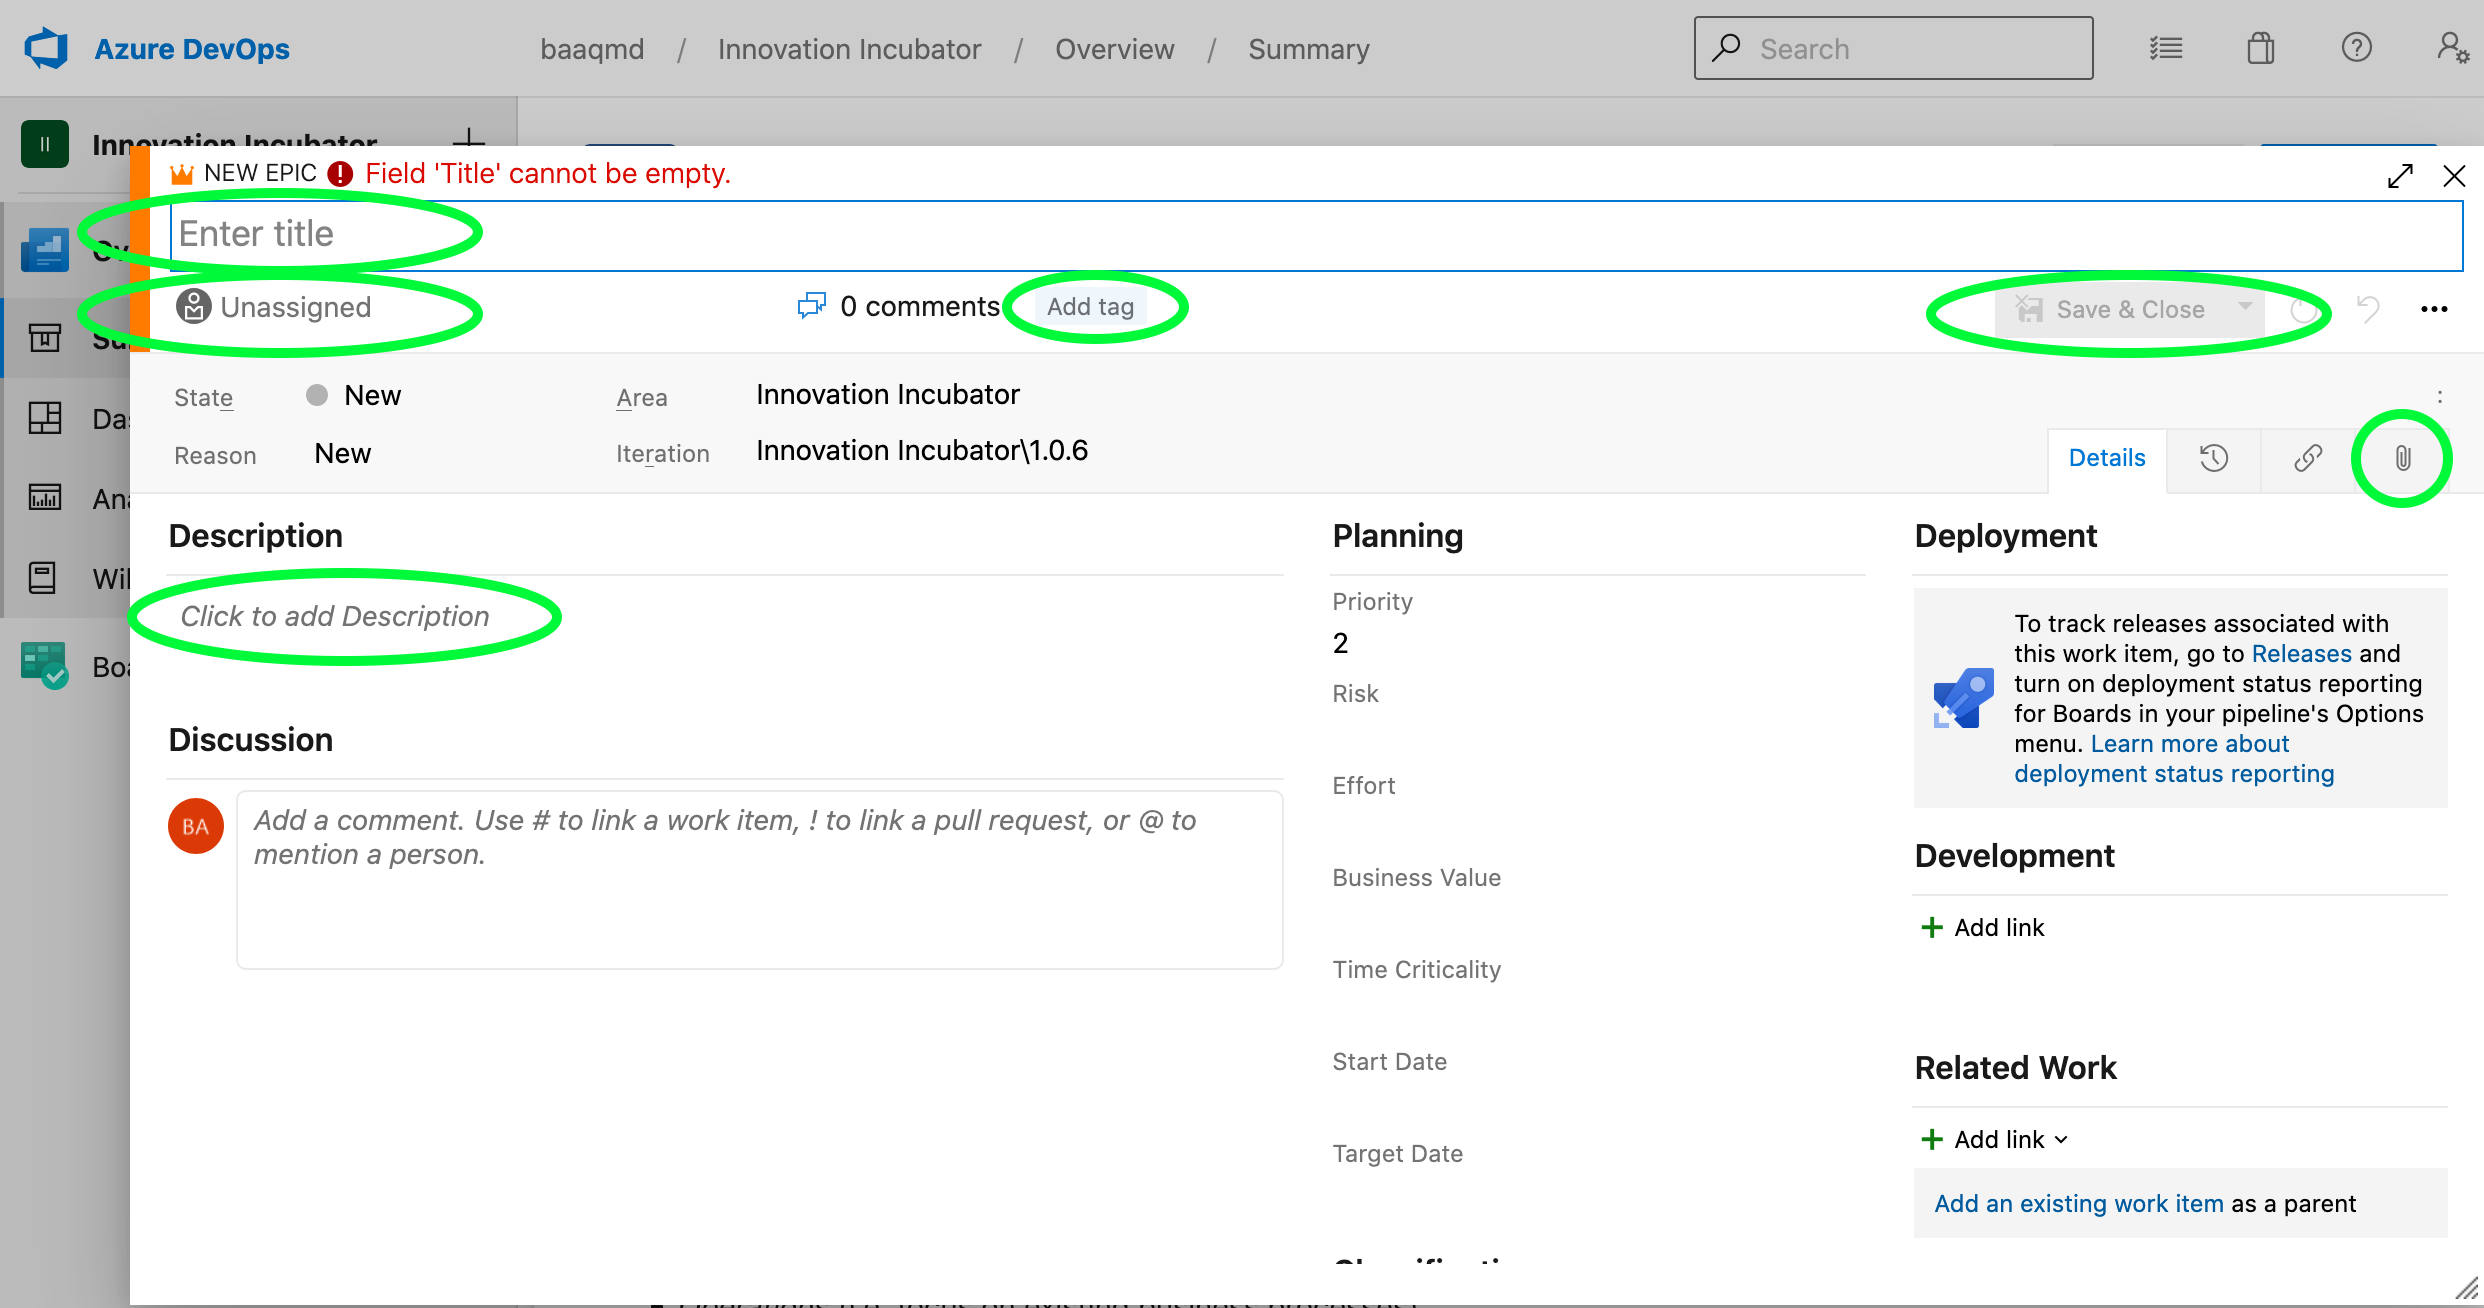 Azure DevOps
baaqmd / Innovation Incubator / Overview / Summary
Search
II
Innovation Incubator
NEW EPIC
Field 'Title' cannot be empty.
Enter title
Unassigned
0 comments
Add tag
Save & Close
State
New
Area
Innovation Incubator
Reason
New
Iteration
Innovation Incubator\1.0.6
Details
Description
Click to add Description
Discussion
BA
Add a comment. Use # to link a work item, ! to link a pull request, or @ to
mention a person.
Planning
Priority
2
Risk
Effort
Business Value
Time Criticality
Start Date
Target Date
Deployment
To track releases associated with
this work item, go to Releases and
turn on deployment status reporting
for Boards in your pipeline's Options
menu. Learn more about
deployment status reporting
Development
+ Add link
Related Work
+ Add link
Add an existing work item as a parent